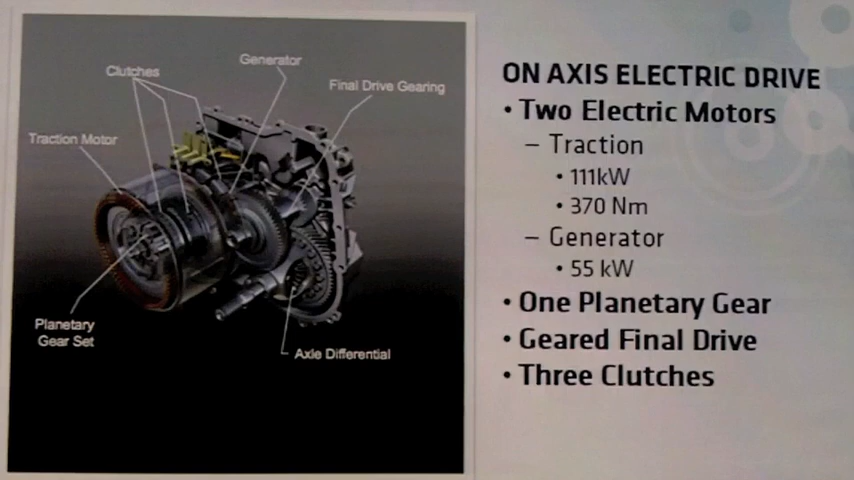 Clutches
Generator
Final Drive Gearing
Traction Motor
Planetary
Gear Set
Axle Differential
ON AXIS ELECTRIC DRIVE
• Two Electric Motors
– Traction
• 111kW
• 370 Nm
– Generator
• 55 kW
• One Planetary Gear
• Geared Final Drive
• Three Clutches